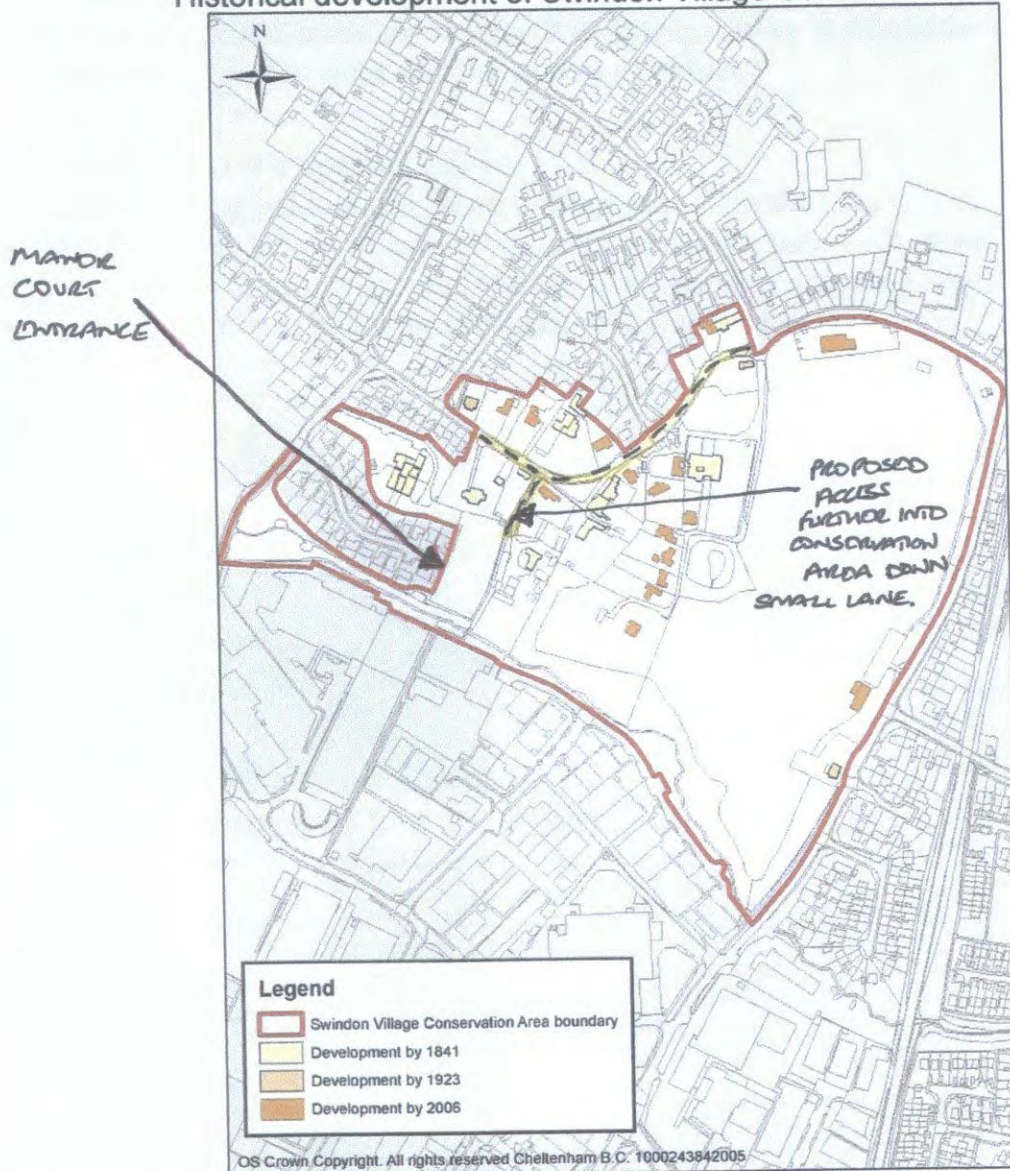 Historical development of Swindon Village
N
MANOR
COURT
ENTRANCE
PROPOSED
ACCESS
FURTHER INTO
CONSERVATION
AREA DOWN
SMALL LANE.
Legend
Swindon Village Conservation Area boundary
Development by 1841
Development by 1923
Development by 2006
OS Crown Copyright. All rights reserved Cheltenham B.C. 1000243842005